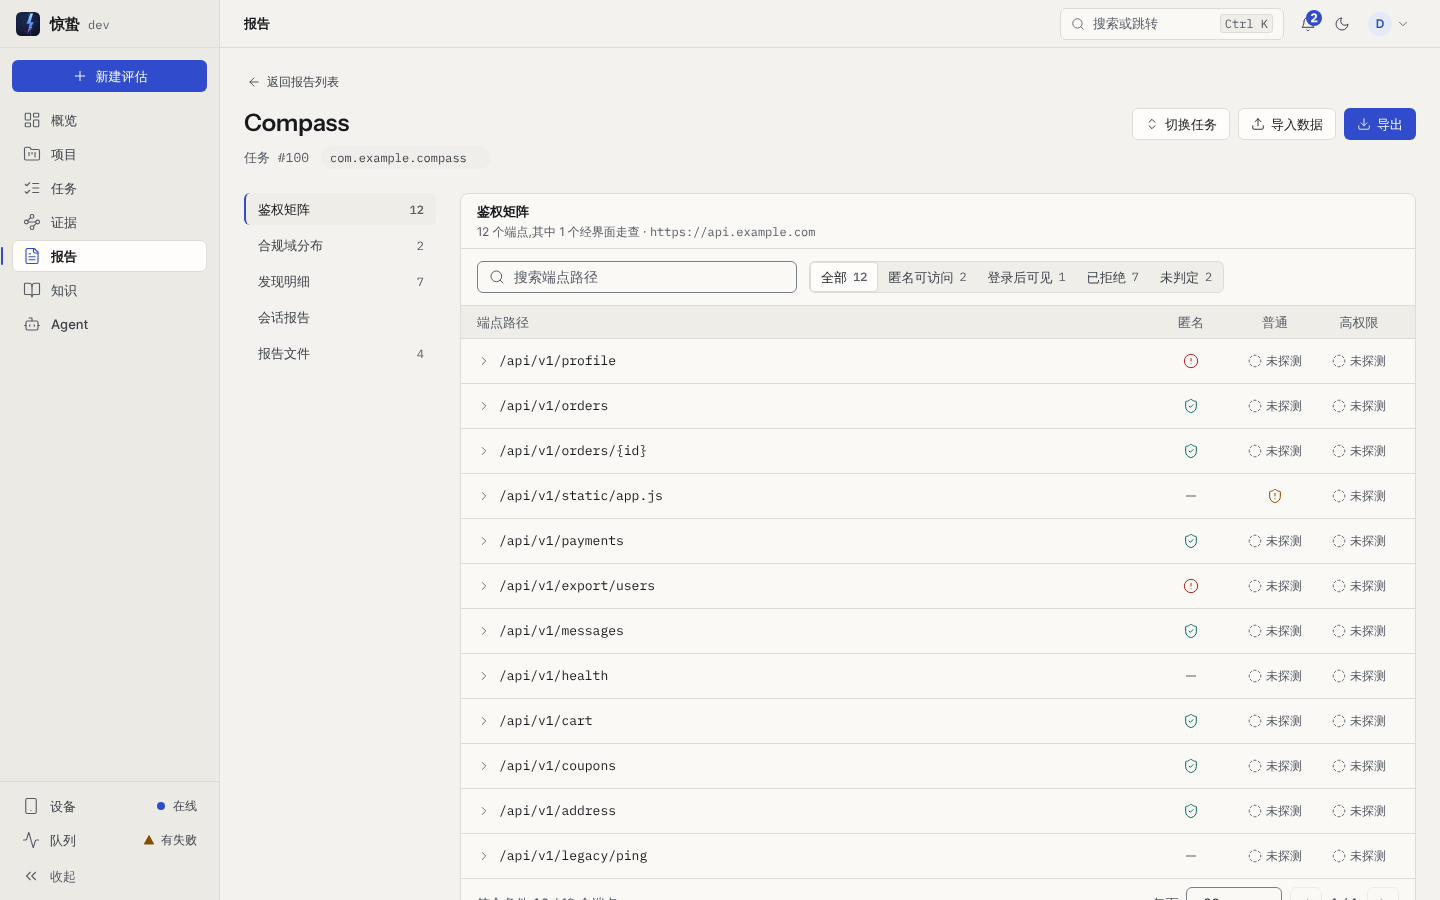 惊蛰 dev
报告
搜索或跳转 Ctrl K
2
D
新建评估
概览
项目
任务
证据
报告
知识
Agent
设备 在线
队列 有失败
收起
返回报告列表
Compass
切换任务 导入数据 导出
任务 #100 com.example.compass
鉴权矩阵 12
合规域分布 2
发现明细 7
会话报告
报告文件 4
鉴权矩阵
12 个端点,其中 1 个经界面走查 · https://api.example.com
搜索端点路径
全部 12 匿名可访问 2 登录后可见 1 已拒绝 7 未判定 2
端点路径 匿名 普通 高权限
/api/v1/profile 未探测 未探测
/api/v1/orders 未探测 未探测
/api/v1/orders/{id} 未探测 未探测
/api/v1/static/app.js 未探测
/api/v1/payments 未探测 未探测
/api/v1/export/users 未探测 未探测
/api/v1/messages 未探测 未探测
/api/v1/health 未探测 未探测
/api/v1/cart 未探测 未探测
/api/v1/coupons 未探测 未探测
/api/v1/address 未探测 未探测
/api/v1/legacy/ping 未探测 未探测